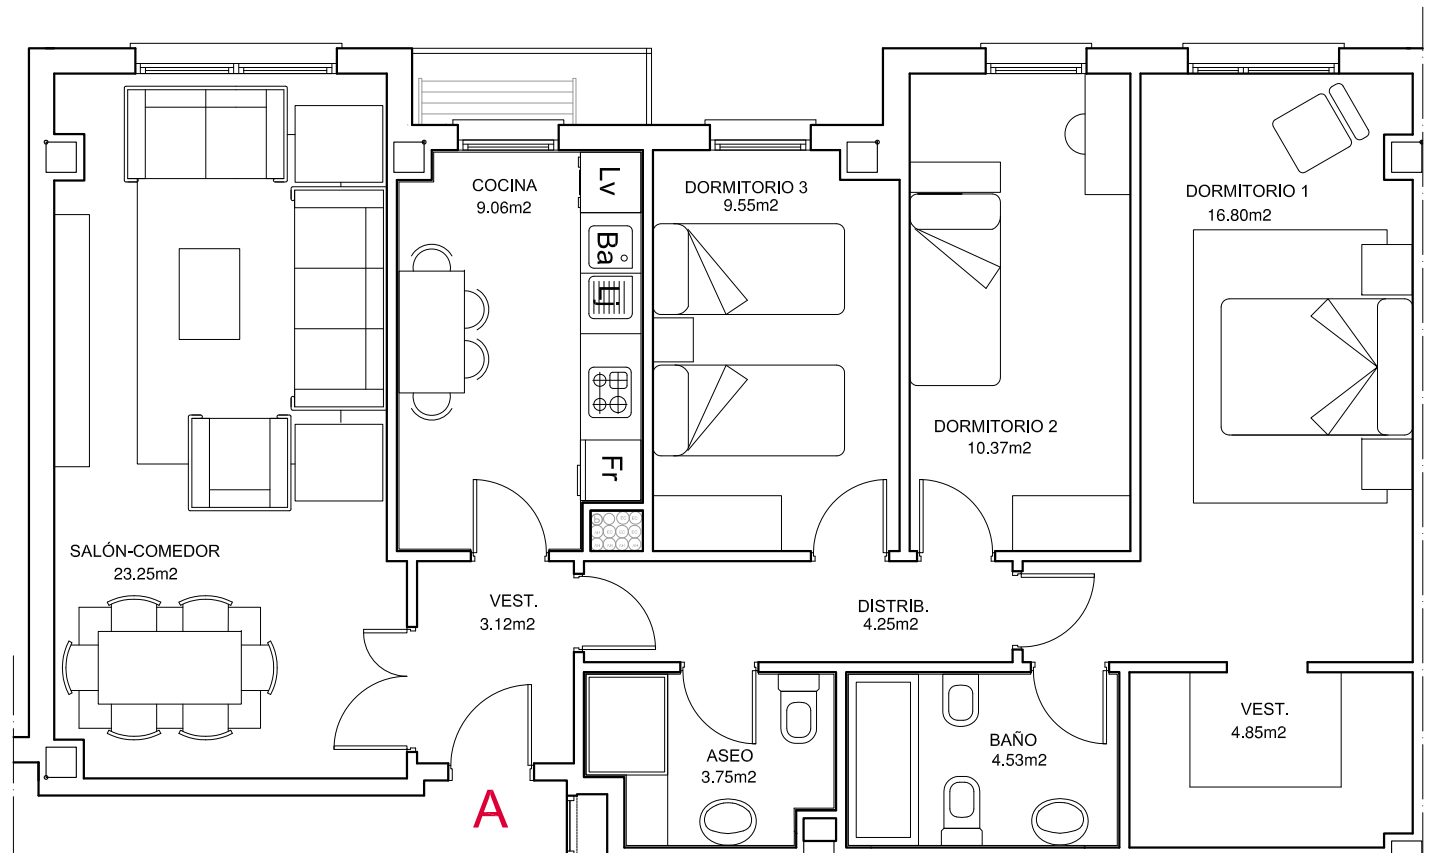 COCINA
9.06m2
Lv
Ba
Lj
Fr
DORMITORIO 3
9.55m2
DORMITORIO 1
16.80m2
DORMITORIO 2
10.37m2
SALÓN-COMEDOR
23.25m2
VEST.
3.12m2
DISTRIB.
4.25m2
ASEO
3.75m2
BAÑO
4.53m2
VEST.
4.85m2
A